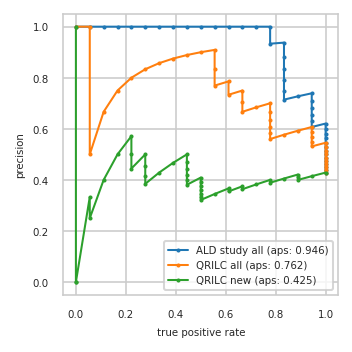 1.0
0.8
0.6
0.4
0.2
0.0
precision
ALD study all (aps: 0.946)
QRILC all (aps: 0.762)
QRILC new (aps: 0.425)
0.0 0.2 0.4 0.6 0.8 1.0
true positive rate